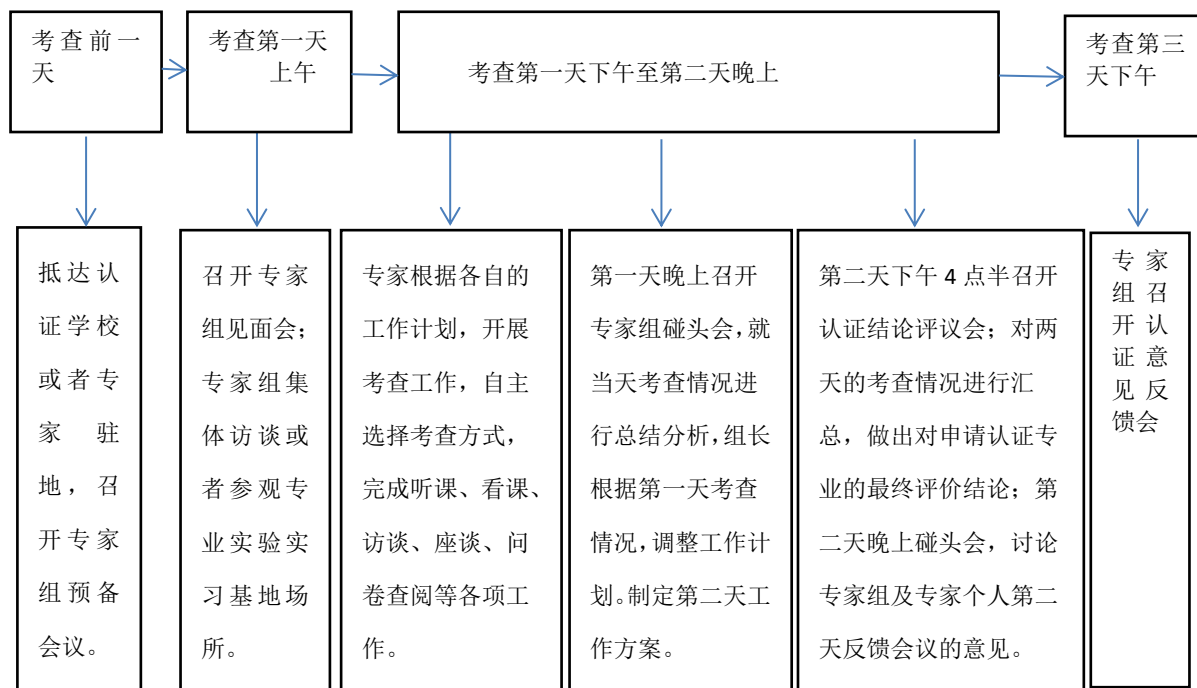 考查前一
天
考查第一天
上午
考查第一天下午至第二天晚上
考查第三
天下午
抵达认
证学校
或者专
家驻
地，召
开专家
组预备
会议。
召开专家
组见面会；
专家组集
体访谈或
者参观专
业实验实
习基地场
所。
专家根据各自的
工作计划，开展
考查工作，自主
选择考查方式，
完成听课、看课、
访谈、座谈、问
卷查阅等各项工
作。
第一天晚上召开
专家组碰头会，就
当天考查情况进
行总结分析，组长
根据第一天考查
情况，调整工作计
划。制定第二天工
作方案。
第二天下午 4 点半召开
认证结论评议会；对两
天的考查情况进行汇
总，做出对申请认证专
业的最终评价结论；第
二天晚上碰头会，讨论
专家组及专家个人第二
天反馈会议的意见。
专家
组召
开认
证意
见反
馈会